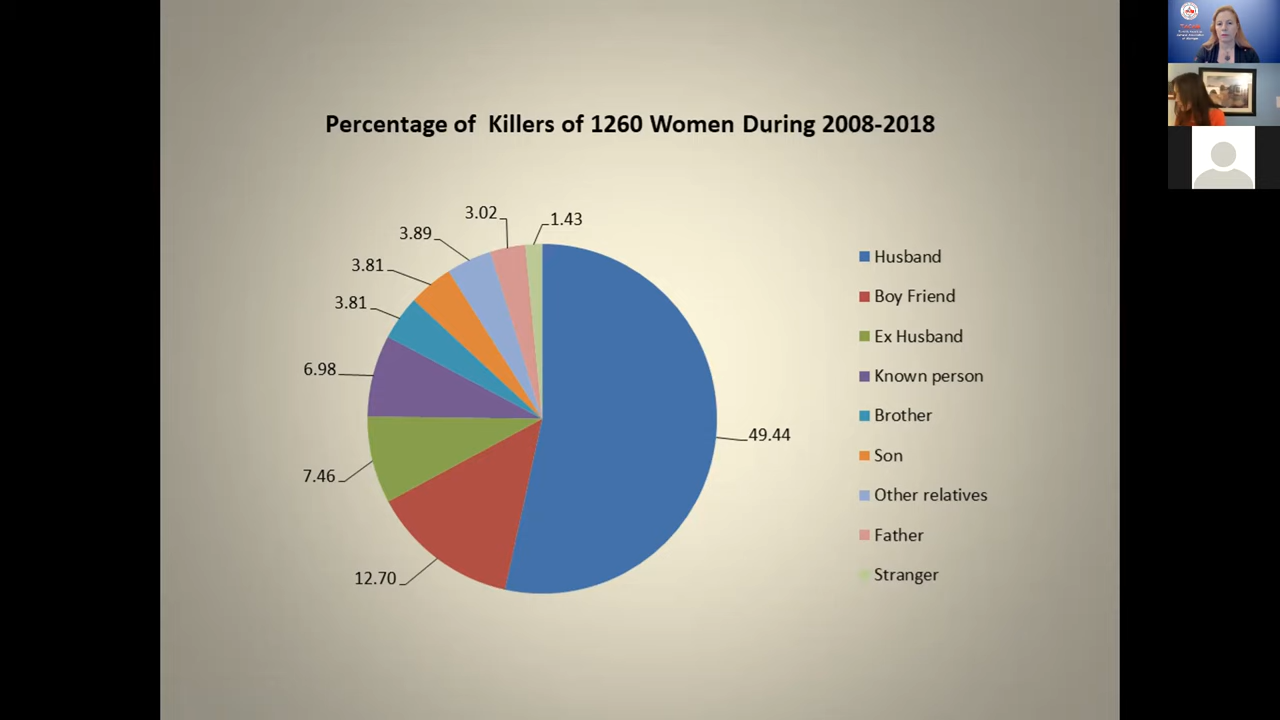 Percentage of Killers of 1260 Women During 2008-2018
3.02
1.43
3.89
3.81
3.81
6.98
7.46
12.70
49.44
Husband
Boy Friend
Ex Husband
Known person
Brother
Son
Other relatives
Father
Stranger